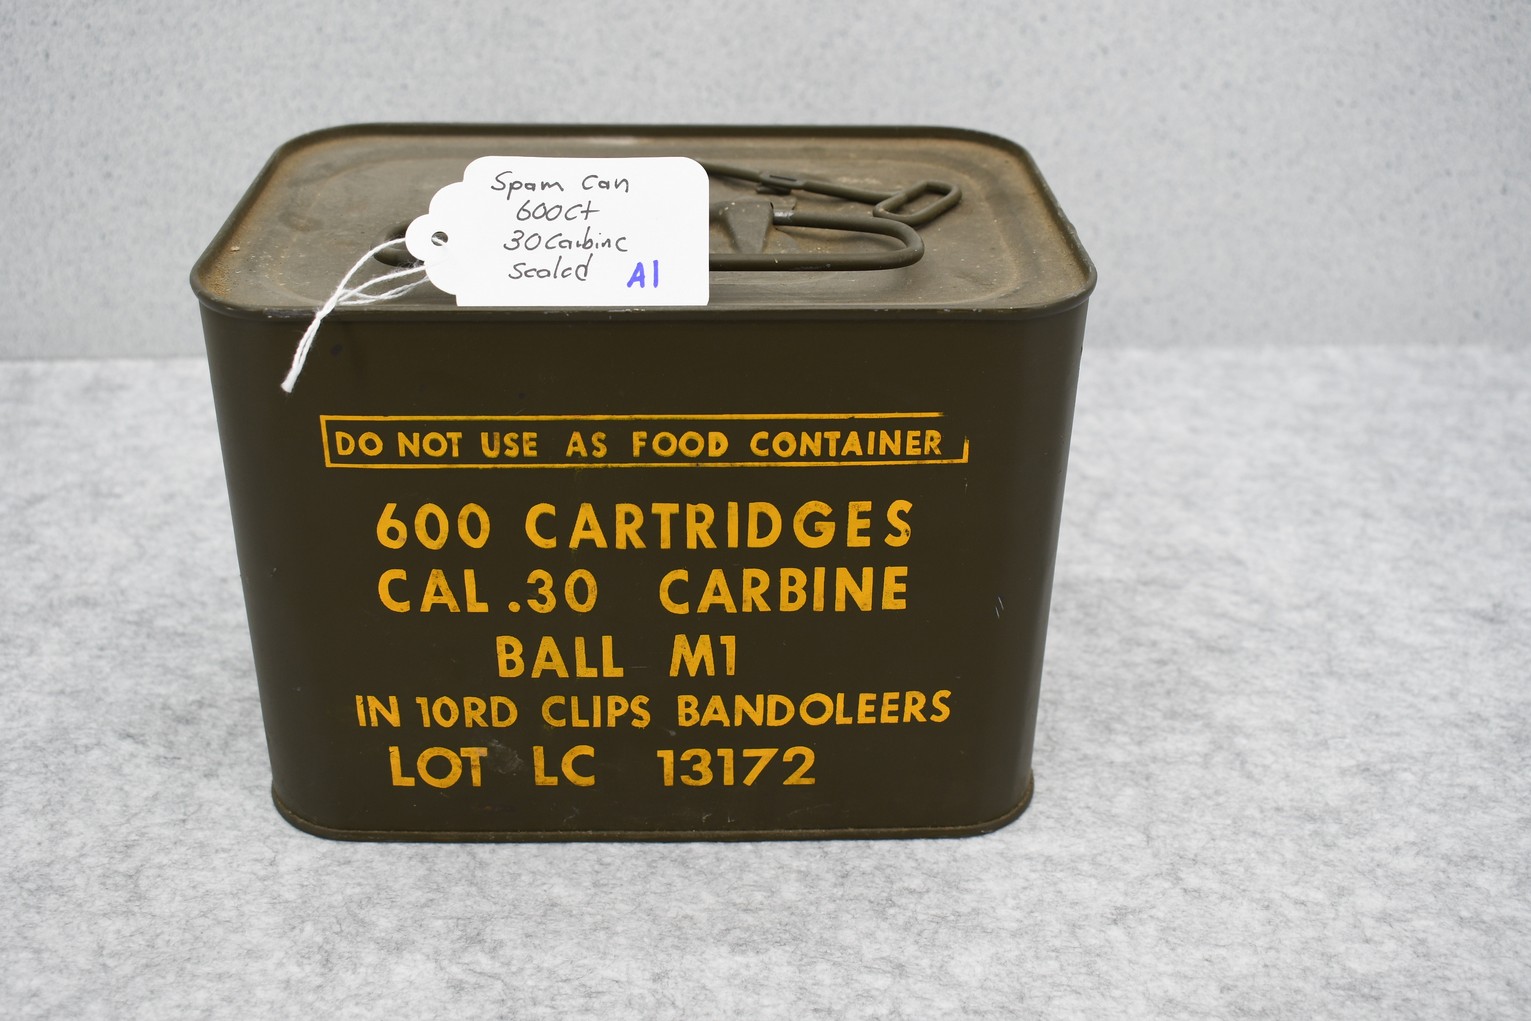 Spam Can
600ct
30 Carbine
Sealed A1
DO NOT USE AS FOOD CONTAINER
600 CARTRIDGES
CAL .30 CARBINE
BALL M1
IN 10RD CLIPS BANDOLEERS
LOT LC 13172